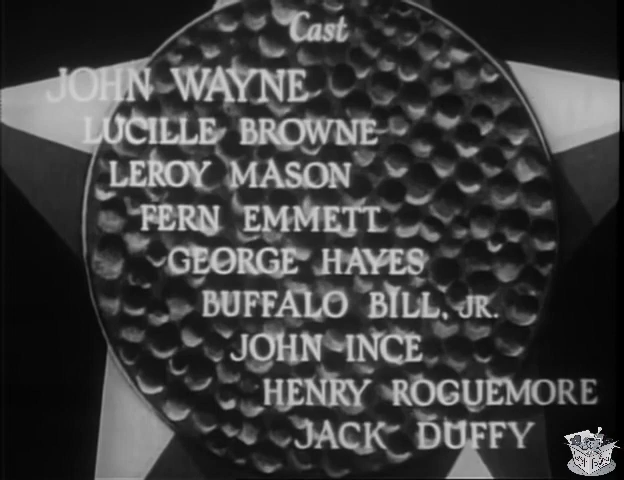 Cast
JOHN WAYNE
LUCILLE BROWNE
LEROY MASON
FERN EMMETT
GEORGE HAYES
BUFFALO BILL, JR.
JOHN INCE
HENRY ROGUEMORE
JACK DUFFY